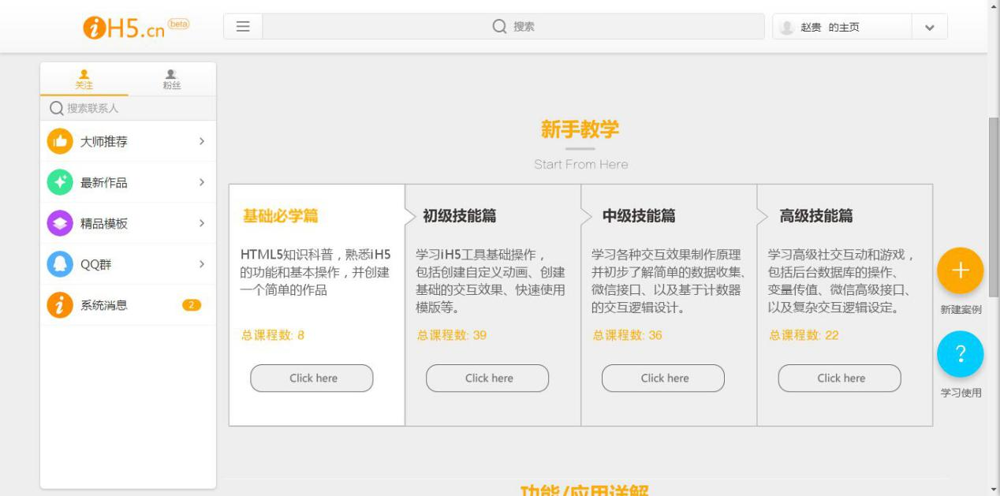 iH5.cn beta
搜索
赵贵 的主页
关注
粉丝
搜索联系人
大师推荐
最新作品
精品模板
QQ群
系统消息
2
新手教学
Start From Here
基础必学篇
HTML5知识科普，熟悉iH5
的功能和基本操作，并创建
一个简单的作品
总课程数: 8
Click here
初级技能篇
学习iH5工具基础操作，
包括创建自定义动画、创建
基础的交互效果、快速使用
模版等。
总课程数: 39
Click here
中级技能篇
学习各种交互效果制作原理
并初步了解简单的数据收集、
微信接口、以及基于计数器
的交互逻辑设计。
总课程数: 36
Click here
高级技能篇
学习高级社交互动和游戏，
包括后台数据库的操作、
变量传值、微信高级接口、
以及复杂交互逻辑设定。
总课程数: 22
Click here
新建案例
?
学习使用
功能/应用详解